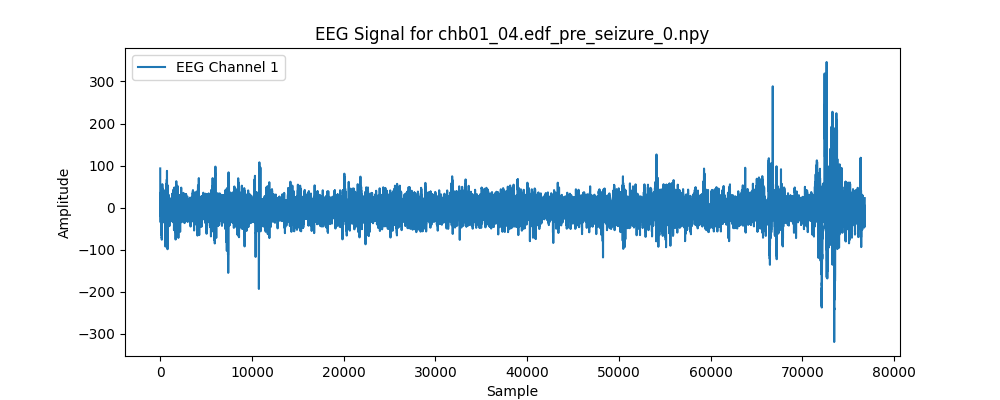 EEG Signal for chb01_04.edf_pre_seizure_0.npy
EEG Channel 1
300
200
100
0
−100
−200
−300
Amplitude
0 10000 20000 30000 40000 50000 60000 70000 80000
Sample